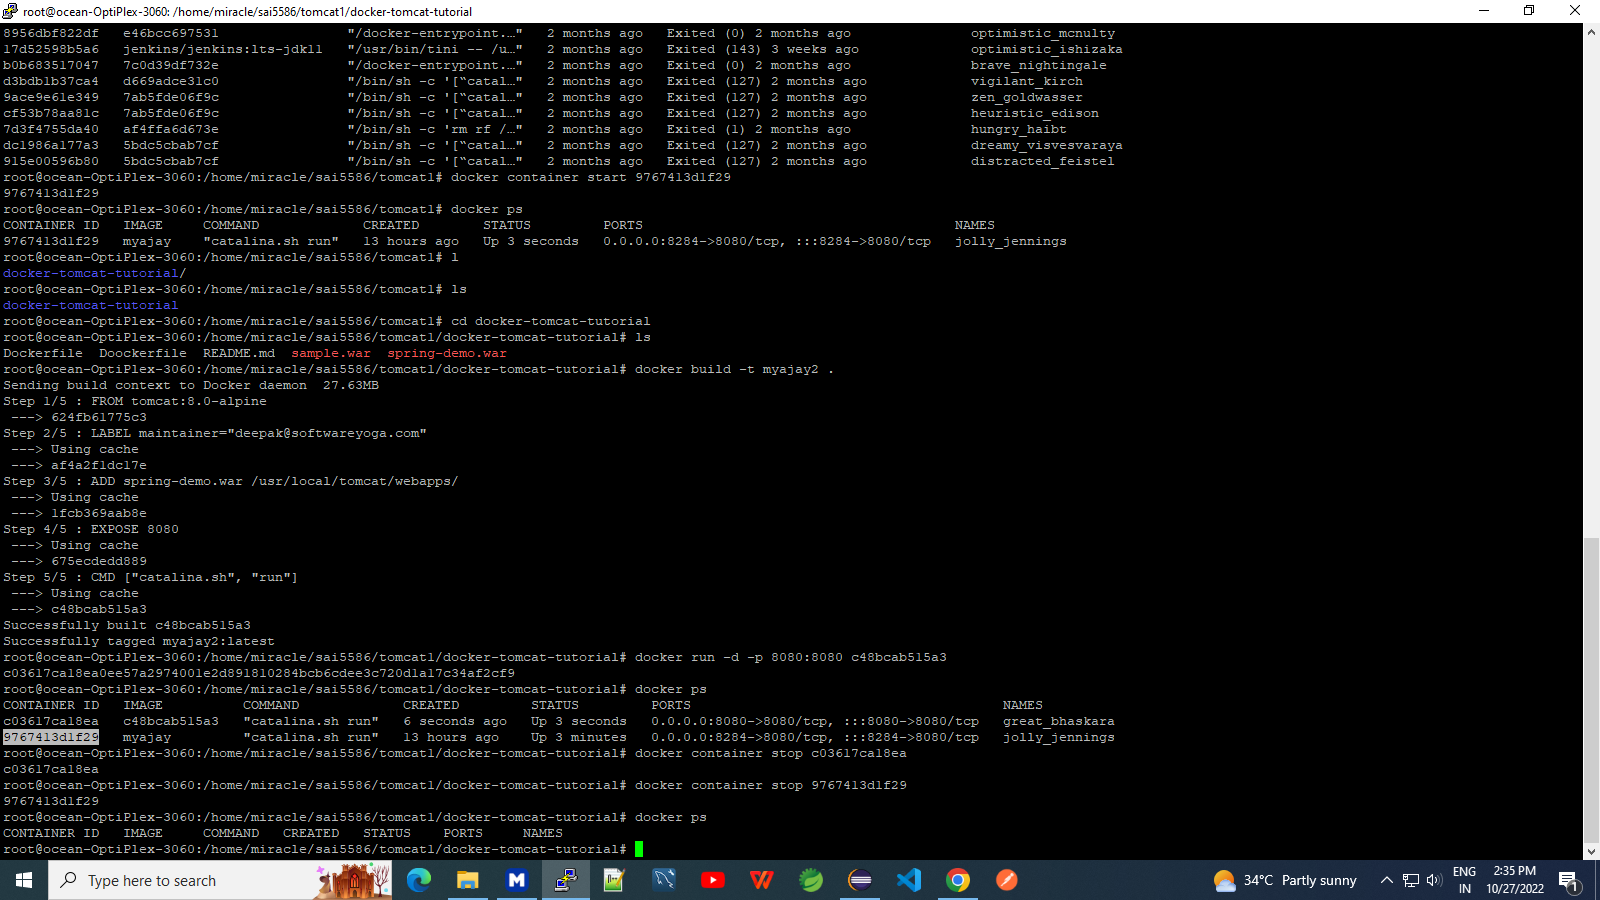 root@ocean-OptiPlex-3060: /home/miracle/sai5586/tomcat1/docker-tomcat-tutorial
8956dbf822df   e46bcc697531                "/docker-entrypoint.…"   2 months ago   Exited (0) 2 months ago               optimistic_mcnulty
17d52598b5a6   jenkins/jenkins:lts-jdk11   "/usr/bin/tini -- /u…"   2 months ago   Exited (143) 3 weeks ago              optimistic_ishizaka
b0b683517047   7c0d39df732e                "/docker-entrypoint.…"   2 months ago   Exited (0) 2 months ago               brave_nightingale
d3bdb1b37ca4   d669adce31c0                "/bin/sh -c '[“catal…"   2 months ago   Exited (127) 2 months ago             vigilant_kirch
9ace9e61e349   7ab5fde06f9c                "/bin/sh -c '[“catal…"   2 months ago   Exited (127) 2 months ago             zen_goldwasser
cf53b78aa81c   7ab5fde06f9c                "/bin/sh -c '[“catal…"   2 months ago   Exited (127) 2 months ago             heuristic_edison
7d3f4755da40   af4ffa6d673e                "/bin/sh -c 'rm rf /…"   2 months ago   Exited (1) 2 months ago               hungry_haibt
dc1986a177a3   5bdc5cbab7cf                "/bin/sh -c '[“catal…"   2 months ago   Exited (127) 2 months ago             dreamy_visvesvaraya
915e00596b80   5bdc5cbab7cf                "/bin/sh -c '[“catal…"   2 months ago   Exited (127) 2 months ago             distracted_feistel
root@ocean-OptiPlex-3060:/home/miracle/sai5586/tomcat1# docker container start 9767413d1f29
9767413d1f29
root@ocean-OptiPlex-3060:/home/miracle/sai5586/tomcat1# docker ps
CONTAINER ID   IMAGE     COMMAND             CREATED        STATUS         PORTS                                       NAMES
9767413d1f29   myajay    "catalina.sh run"   13 hours ago   Up 3 seconds   0.0.0.0:8284->8080/tcp, :::8284->8080/tcp   jolly_jennings
root@ocean-OptiPlex-3060:/home/miracle/sai5586/tomcat1# l
docker-tomcat-tutorial/
root@ocean-OptiPlex-3060:/home/miracle/sai5586/tomcat1# ls
docker-tomcat-tutorial
root@ocean-OptiPlex-3060:/home/miracle/sai5586/tomcat1# cd docker-tomcat-tutorial
root@ocean-OptiPlex-3060:/home/miracle/sai5586/tomcat1/docker-tomcat-tutorial# ls
Dockerfile  Doockerfile  README.md  sample.war  spring-demo.war
root@ocean-OptiPlex-3060:/home/miracle/sai5586/tomcat1/docker-tomcat-tutorial# docker build -t myajay2 .
Sending build context to Docker daemon  27.63MB
Step 1/5 : FROM tomcat:8.0-alpine
 ---> 624fb61775c3
Step 2/5 : LABEL maintainer="deepak@softwareyoga.com"
 ---> Using cache
 ---> af4a2f1dc17e
Step 3/5 : ADD spring-demo.war /usr/local/tomcat/webapps/
 ---> Using cache
 ---> 1fcb369aab8e
Step 4/5 : EXPOSE 8080
 ---> Using cache
 ---> 675ecdedd889
Step 5/5 : CMD ["catalina.sh", "run"]
 ---> Using cache
 ---> c48bcab515a3
Successfully built c48bcab515a3
Successfully tagged myajay2:latest
root@ocean-OptiPlex-3060:/home/miracle/sai5586/tomcat1/docker-tomcat-tutorial# docker run -d -p 8080:8080 c48bcab515a3
c03617ca18ea0ee57a2974001e2d891810284bcb6cdee3c720d1a17c34af2cf9
root@ocean-OptiPlex-3060:/home/miracle/sai5586/tomcat1/docker-tomcat-tutorial# docker ps
CONTAINER ID   IMAGE          COMMAND             CREATED         STATUS         PORTS                                       NAMES
c03617ca18ea   c48bcab515a3   "catalina.sh run"   6 seconds ago   Up 3 seconds   0.0.0.0:8080->8080/tcp, :::8080->8080/tcp   great_bhaskara
9767413d1f29   myajay         "catalina.sh run"   13 hours ago    Up 3 minutes   0.0.0.0:8284->8080/tcp, :::8284->8080/tcp   jolly_jennings
root@ocean-OptiPlex-3060:/home/miracle/sai5586/tomcat1/docker-tomcat-tutorial# docker container stop c03617ca18ea
c03617ca18ea
root@ocean-OptiPlex-3060:/home/miracle/sai5586/tomcat1/docker-tomcat-tutorial# docker container stop 9767413d1f29
9767413d1f29
root@ocean-OptiPlex-3060:/home/miracle/sai5586/tomcat1/docker-tomcat-tutorial# docker ps
CONTAINER ID   IMAGE     COMMAND   CREATED   STATUS    PORTS     NAMES
root@ocean-OptiPlex-3060:/home/miracle/sai5586/tomcat1/docker-tomcat-tutorial#
Type here to search
34°C  Partly sunny
ENG
IN
2:35 PM
10/27/2022
1